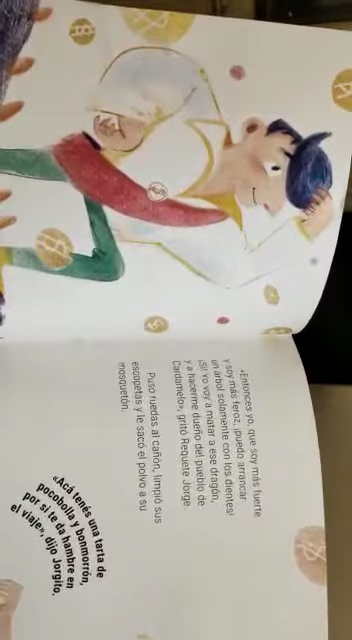 «Entonces yo, que soy más fuerte
y soy más feroz, ¡puedo arrancar
un árbol solamente con los dientes!
¡Sí! Yo voy a matar a ese dragón,
y a hacerme dueño del pueblo de
Cardamelo», gritó Requete Jorge
Puso ruedas al cañón, limpió sus
escopetas y le sacó el polvo a su
mosquetón.
«Acá tenés una tarta de
pocobolla y bonmorrón,
por si te da hambre en
el viaje», dijo Jorgito.